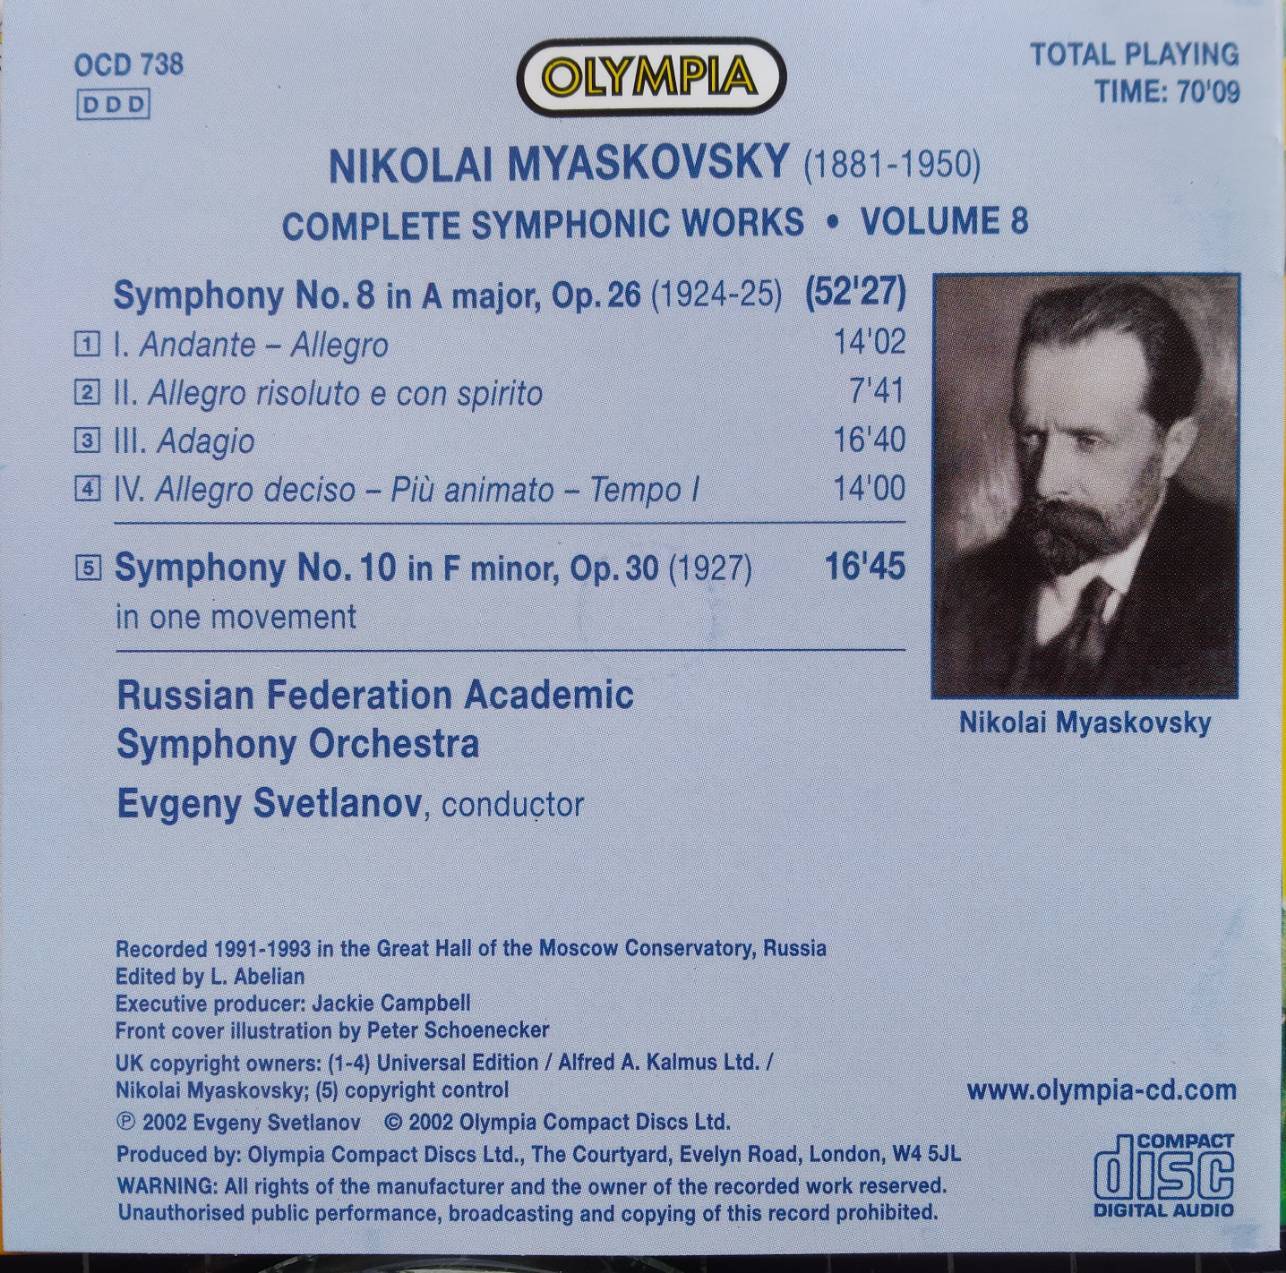 OCD 738
DDD
OLYMPIA
TOTAL PLAYING
TIME: 70'09
NIKOLAI MYASKOVSKY (1881-1950)
COMPLETE SYMPHONIC WORKS • VOLUME 8
Symphony No. 8 in A major, Op. 26 (1924-25) (52'27)
1 I. Andante – Allegro 14'02
2 II. Allegro risoluto e con spirito 7'41
3 III. Adagio 16'40
4 IV. Allegro deciso – Più animato – Tempo I 14'00
5 Symphony No. 10 in F minor, Op. 30 (1927) 16'45
in one movement
Nikolai Myaskovsky
Russian Federation Academic
Symphony Orchestra
Evgeny Svetlanov, conductor
Recorded 1991-1993 in the Great Hall of the Moscow Conservatory, Russia
Edited by L. Abelian
Executive producer: Jackie Campbell
Front cover illustration by Peter Schoenecker
UK copyright owners: (1-4) Universal Edition / Alfred A. Kalmus Ltd. /
Nikolai Myaskovsky; (5) copyright control
℗ 2002 Evgeny Svetlanov © 2002 Olympia Compact Discs Ltd.
Produced by: Olympia Compact Discs Ltd., The Courtyard, Evelyn Road, London, W4 5JL
WARNING: All rights of the manufacturer and the owner of the recorded work reserved.
Unauthorised public performance, broadcasting and copying of this record prohibited.
www.olympia-cd.com
COMPACT
disc
DIGITAL AUDIO